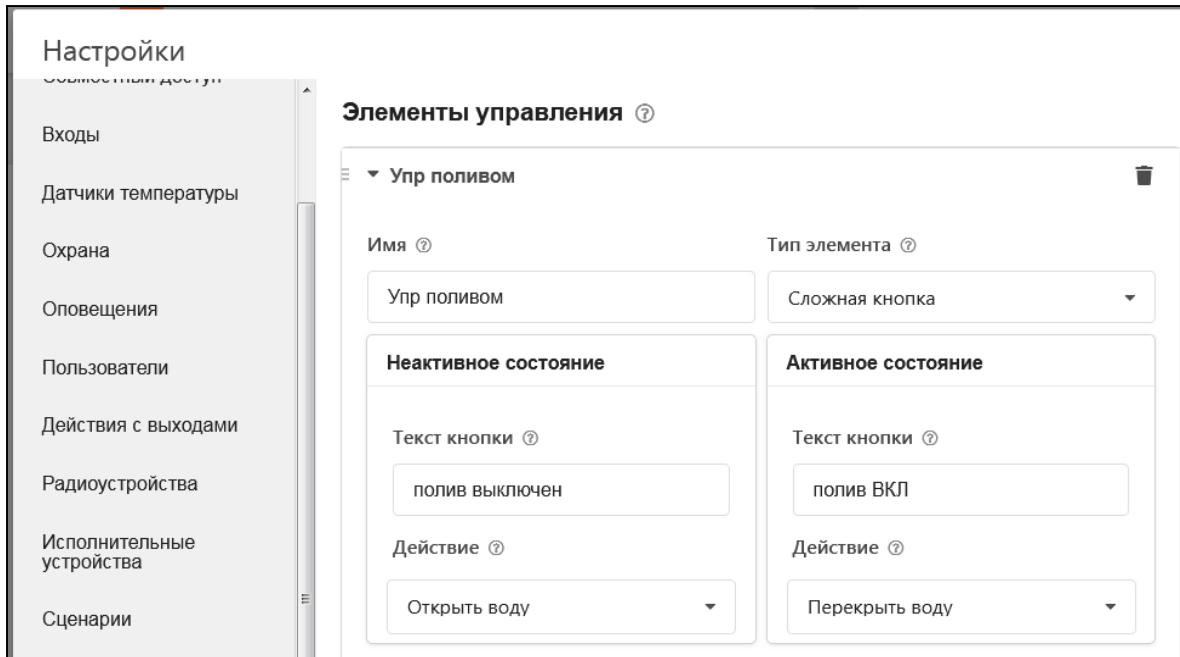 Настройки
Совместный доступ
Входы
Датчики температуры
Охрана
Оповещения
Пользователи
Действия с выходами
Радиоустройства
Исполнительные
устройства
Сценарии
Элементы управления ?
Упр поливом
Имя ?
Тип элемента ?
Упр поливом
Сложная кнопка
Неактивное состояние
Активное состояние
Текст кнопки ?
Текст кнопки ?
полив выключен
полив ВКЛ
Действие ?
Действие ?
Открыть воду
Перекрыть воду